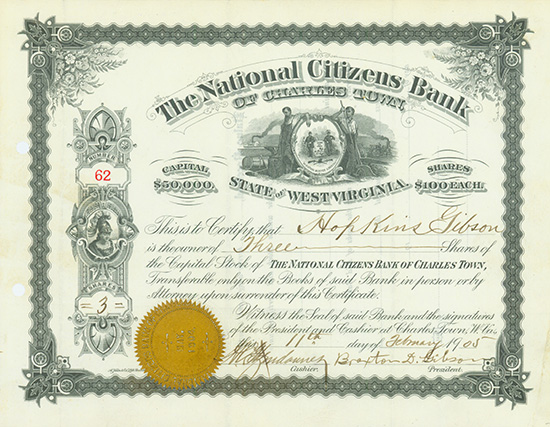 The National Citizens Bank
OF CHARLES TOWN,
NUMBER
62
CAPITAL
$50,000.
SHARES
$100 EACH.
STATE OF WEST VIRGINIA.
This is to Certify that Hopkins Gibson
is the owner of Three Shares of
the Capital Stock of THE NATIONAL CITIZENS BANK OF CHARLES TOWN,
Transferable only on the Books of said Bank in person or by
Attorney upon surrender of this Certificate.
SHARES
3
Witness the Seal of said Bank and the signatures
of the President and Cashier at Charles Town, W. Va.
this 11th day of February 1905
Braxton D. Gibson
Cashier.
President.